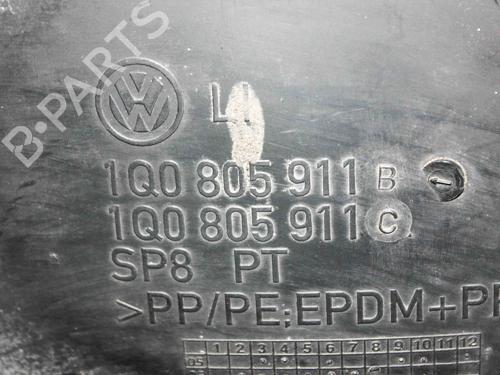 B-PARTS
1Q0 805 911 B
1Q0 805 911 C
SP8 PT
>PP/PE;EPDM+PP
1 2 3 4 5 6 7 8 9 10 11 12
05